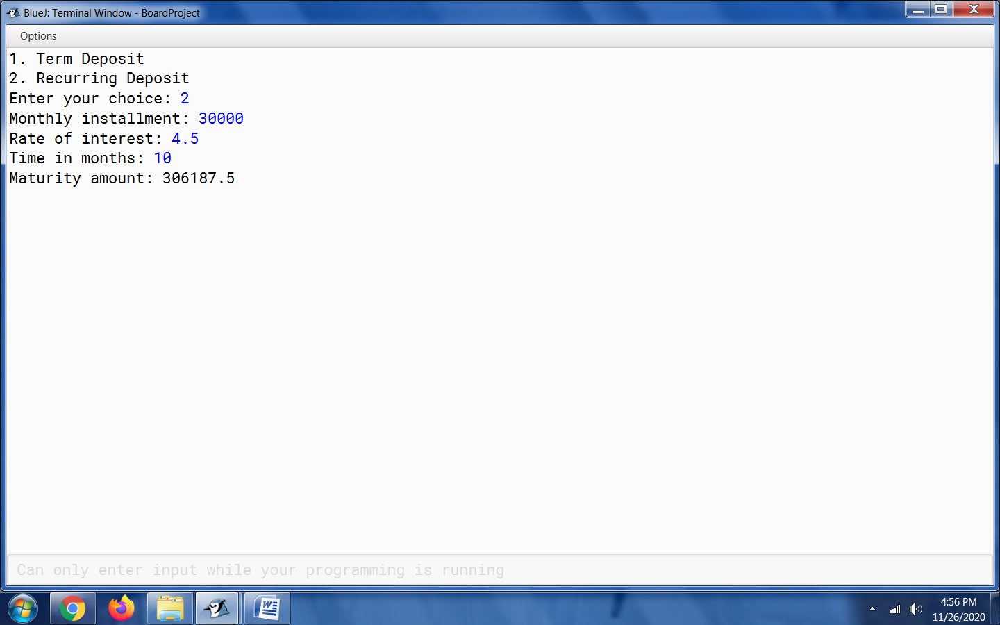 BlueJ: Terminal Window - BoardProject
Options
1. Term Deposit
2. Recurring Deposit
Enter your choice: 2
Monthly installment: 30000
Rate of interest: 4.5
Time in months: 10
Maturity amount: 306187.5
Can only enter input while your programming is running
4:56 PM
11/26/2020